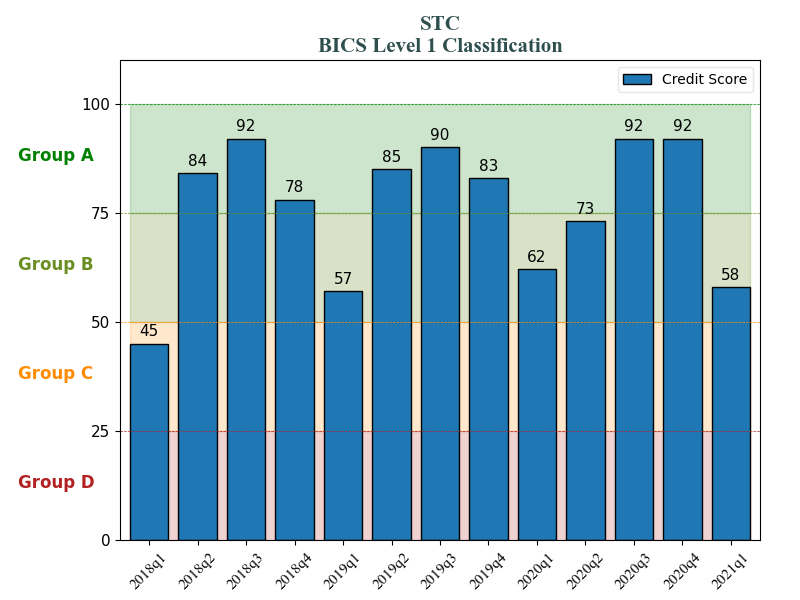 STC
BICS Level 1 Classification
Credit Score
100
75
50
25
0
Group A
Group B
Group C
Group D
45
84
92
78
57
85
90
83
62
73
92
92
58
2018q1
2018q2
2018q3
2018q4
2019q1
2019q2
2019q3
2019q4
2020q1
2020q2
2020q3
2020q4
2021q1